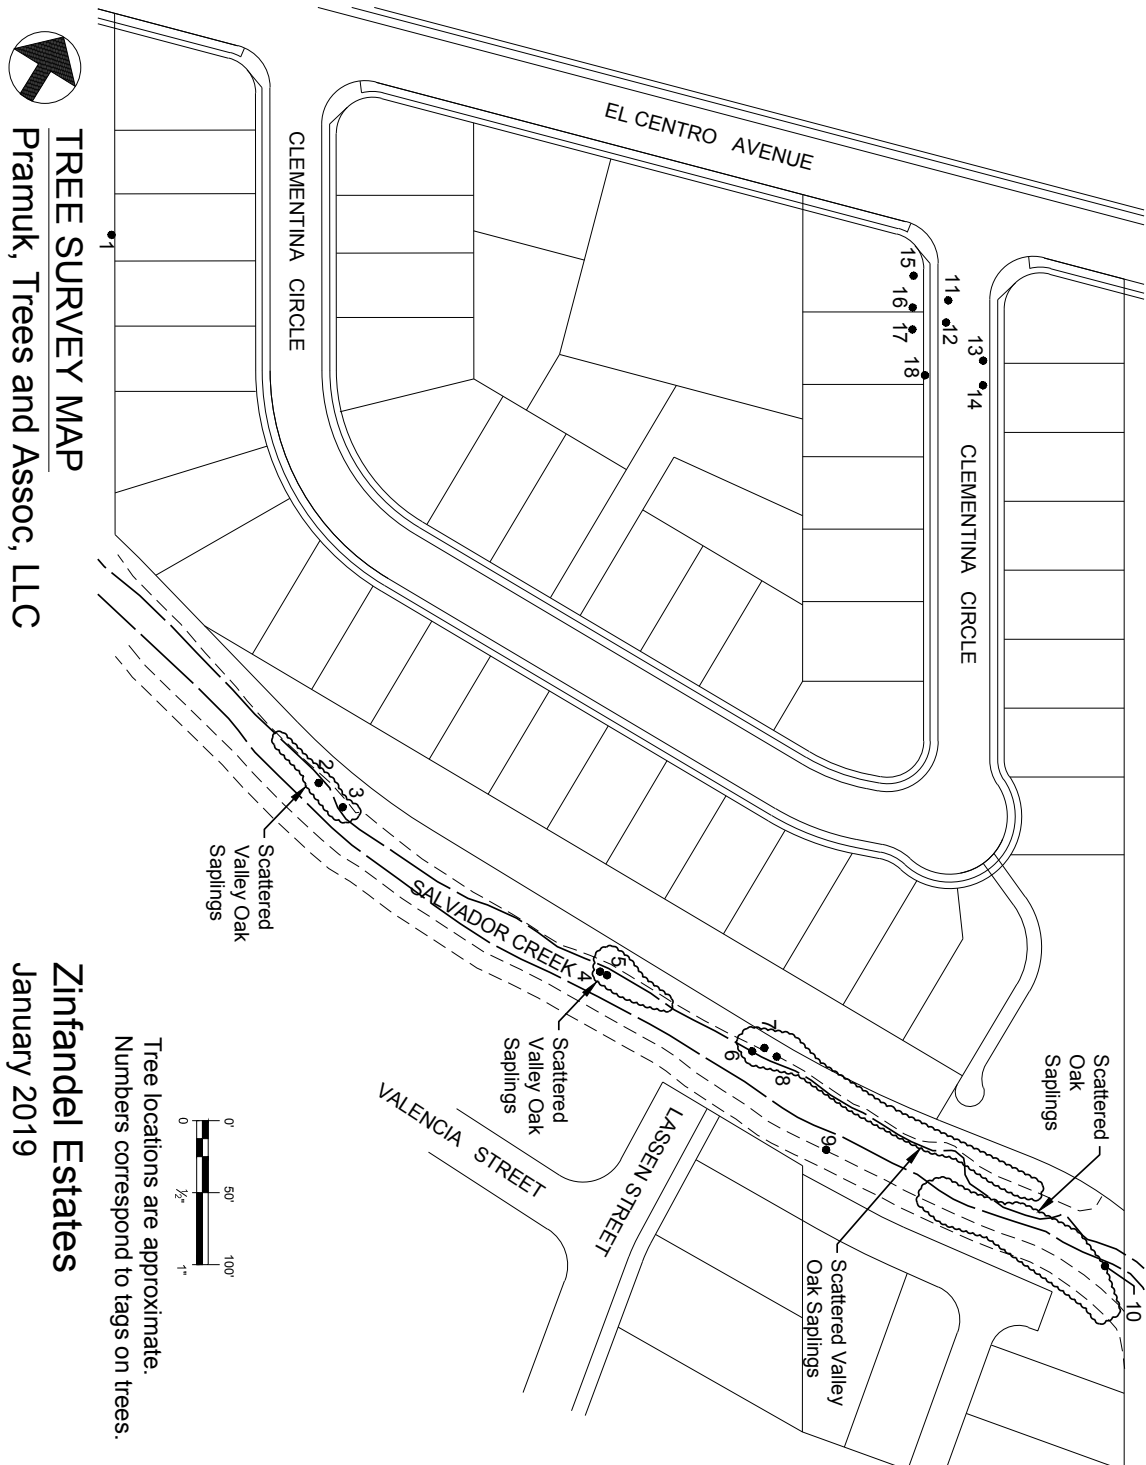 TREE SURVEY MAP
Pramuk, Trees and Assoc, LLC
Zinfandel Estates
January 2019
Tree locations are approximate.
Numbers correspond to tags on trees.
0' 50' 100'
0 ½" 1"
EL CENTRO AVENUE
CLEMENTINA CIRCLE
CLEMENTINA CIRCLE
SALVADOR CREEK
VALENCIA STREET
LASSEN STREET
Scattered
Valley Oak
Saplings
Scattered
Valley Oak
Saplings
Scattered Valley
Oak Saplings
Scattered
Oak
Saplings
1
2
3
4
5
6
7
8
9
10
11
12
13
14
15
16
17
18